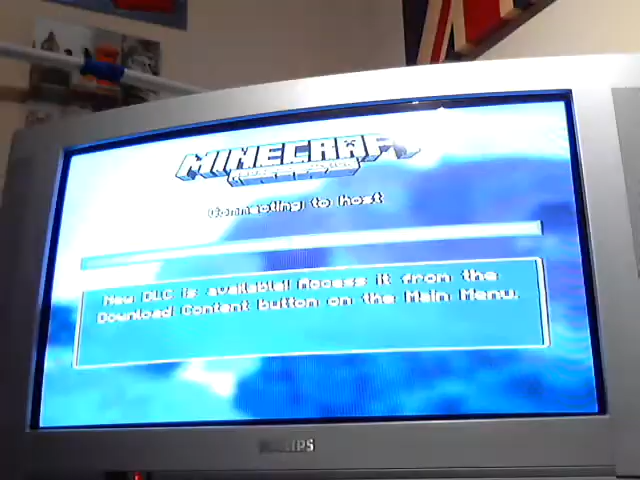 MINECRAFT
Connecting to host
New DLC is available! Access it from the
Download Content button on the Main Menu.
PHILIPS